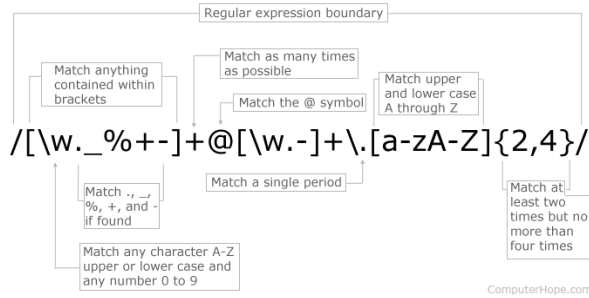 Regular expression boundary
Match anything
contained within
brackets
Match as many times
as possible
Match the @ symbol
Match upper
and lower case
A through Z
/[\w._%+-]+@[\w.-]+\.[a-zA-Z]{2,4}/
Match ., _,
%, +, and -
if found
Match a single period
Match at
least two
times but no
more than
four times
Match any character A-Z
upper or lower case and
any number 0 to 9
ComputerHope.com